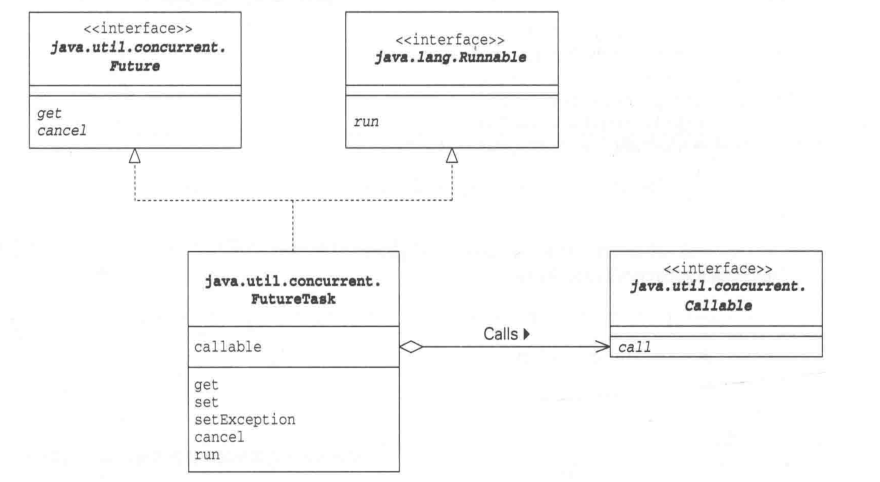 <<interface>>
java.util.concurrent.
Future
get
cancel
<<interface>>
java.lang.Runnable
run
java.util.concurrent.
FutureTask
callable
get
set
setException
cancel
run
Calls
<<interface>>
java.util.concurrent.
Callable
call